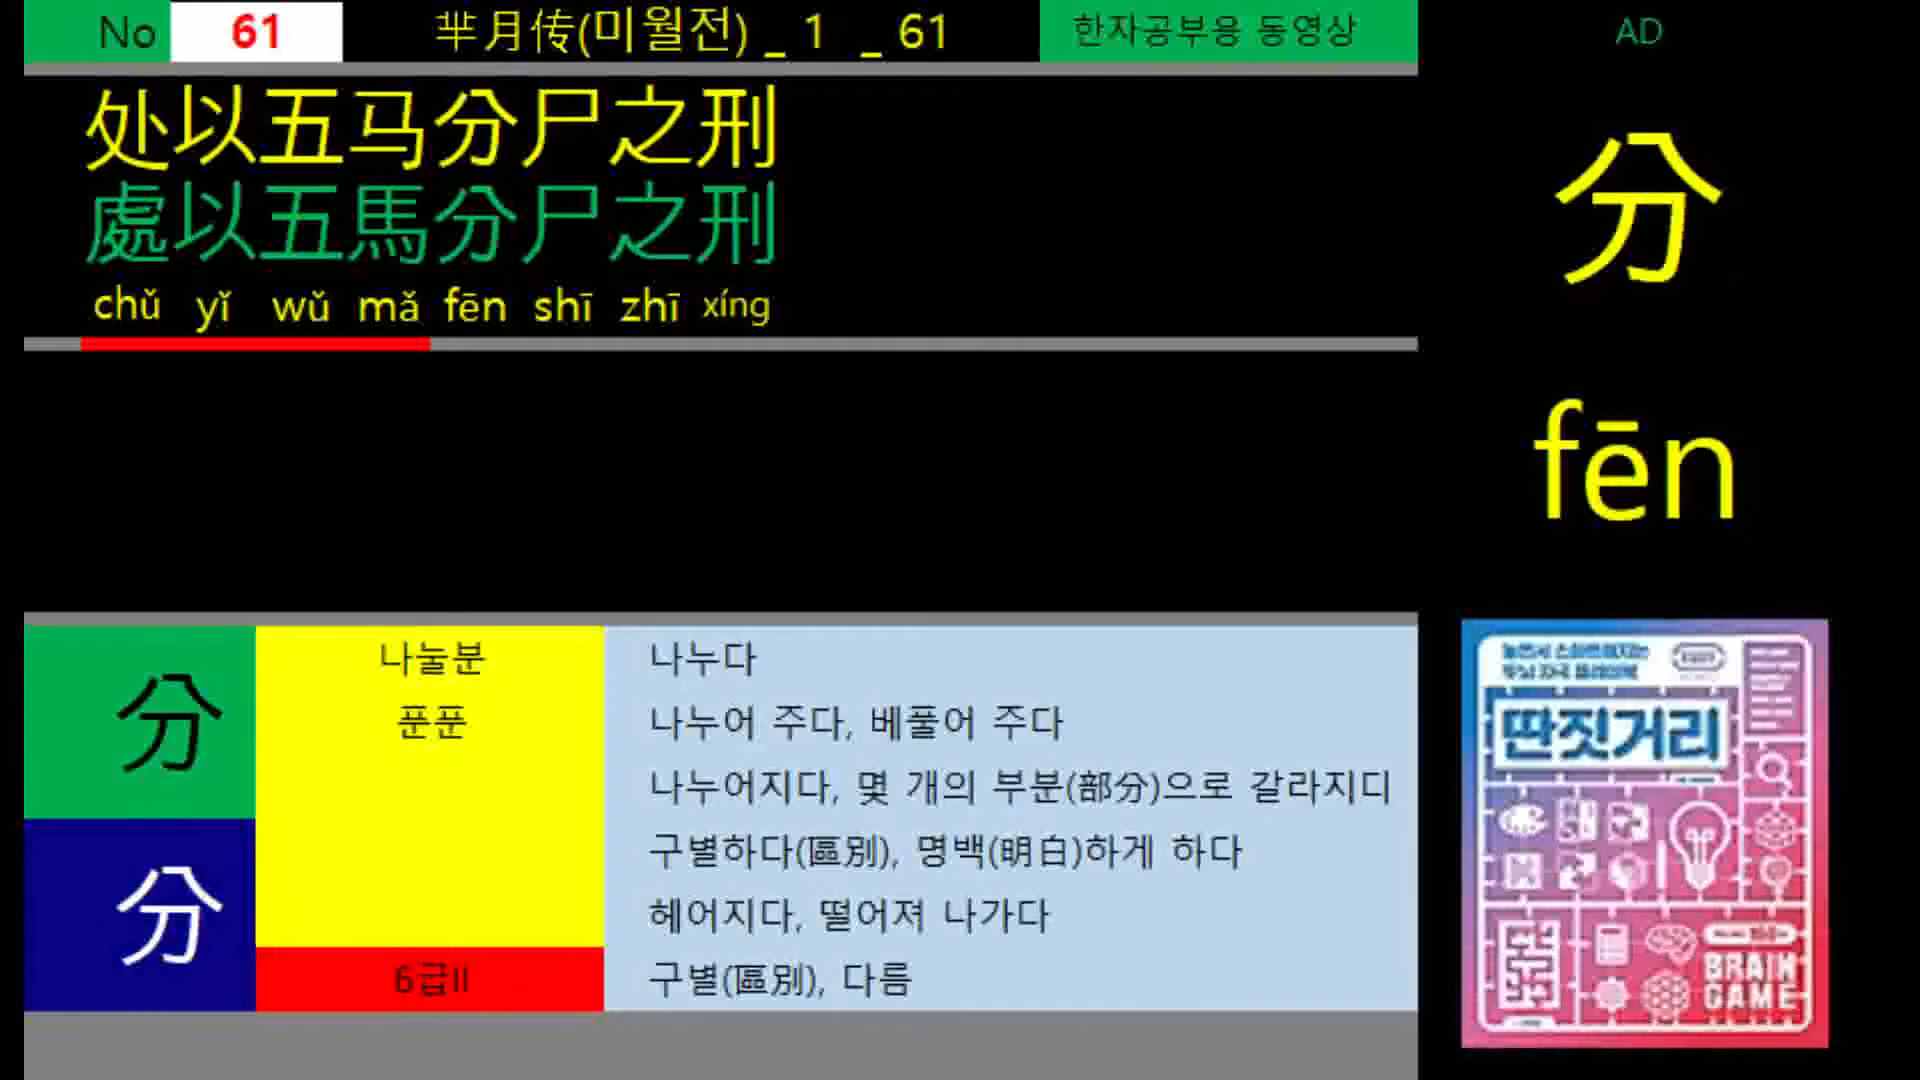 No 61 芈月传(미월전) _ 1 _ 61 한자공부용 동영상 AD
处以五马分尸之刑
處以五馬分尸之刑
chǔ yǐ wǔ mǎ fēn shī zhī xíng
分
fēn
分
分
나눌분
푼푼
6급II
나누다
나누어 주다, 베풀어 주다
나누어지다, 몇 개의 부분(部分)으로 갈라지디
구별하다(區別), 명백(明白)하게 하다
헤어지다, 떨어져 나가다
구별(區別), 다름
딴짓거리
BRAIN
GAME